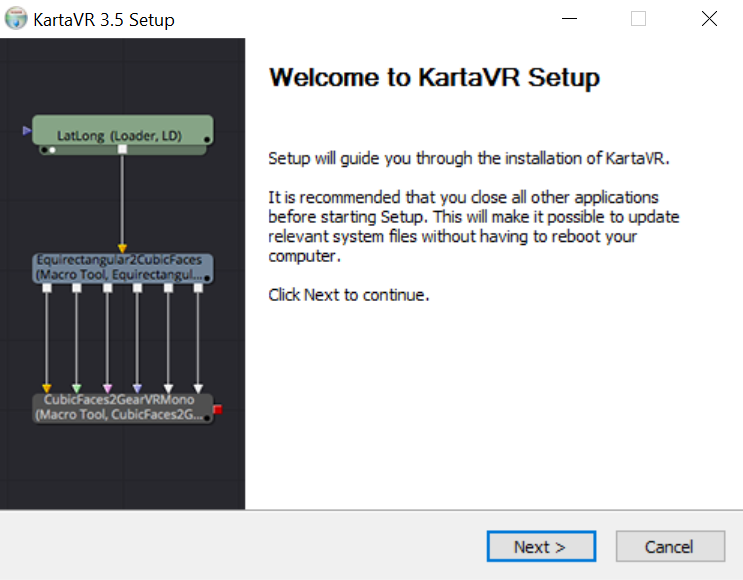 KartaVR 3.5 Setup
Welcome to KartaVR Setup
LatLong (Loader, LD)
Setup will guide you through the installation of KartaVR.
It is recommended that you close all other applications
before starting Setup. This will make it possible to update
relevant system files without having to reboot your
computer.
Equirectangular2CubicFaces
(Macro Tool, Equirectangul...
Click Next to continue.
CubicFaces2GearVRMono
(Macro Tool, CubicFaces2G...
Next >
Cancel